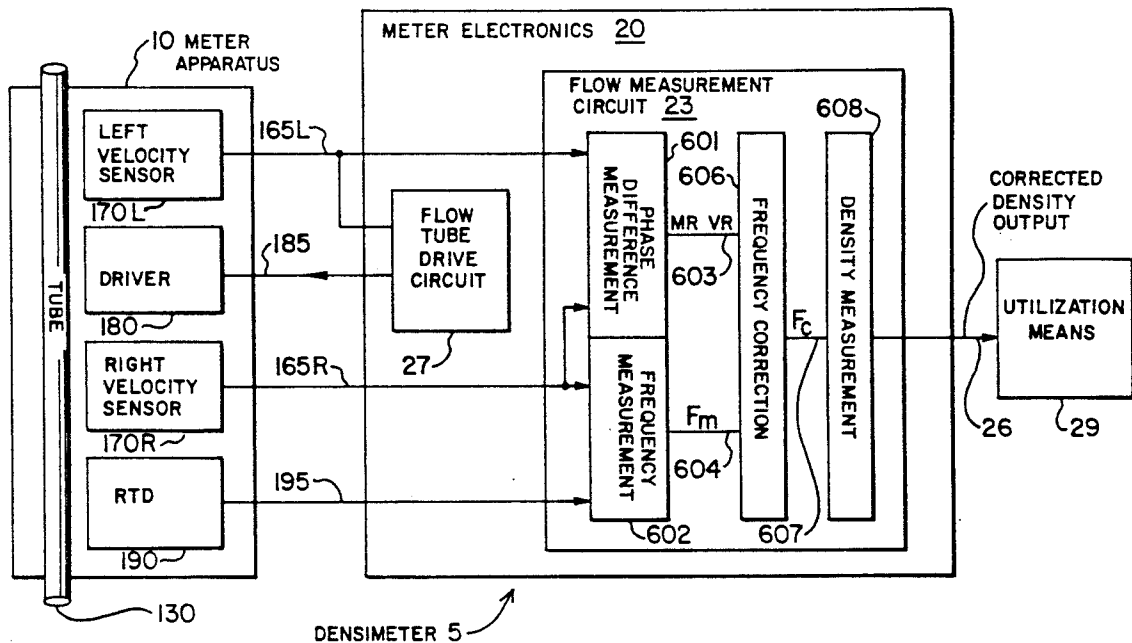 10 METER
APPARATUS
METER ELECTRONICS 20
FLOW MEASUREMENT
CIRCUIT 23
LEFT
VELOCITY
SENSOR
170L
165L
DRIVER
180
185
FLOW
TUBE
DRIVE
CIRCUIT
27
RIGHT
VELOCITY
SENSOR
170R
165R
RTD
190
195
TUBE
130
601
PHASE
DIFFERENCE
MEASUREMENT
FREQUENCY
MEASUREMENT
602
MR VR
603
Fm
604
606
FREQUENCY CORRECTION
Fc
607
608
DENSITY MEASUREMENT
CORRECTED
DENSITY
OUTPUT
26
UTILIZATION
MEANS
29
DENSIMETER 5